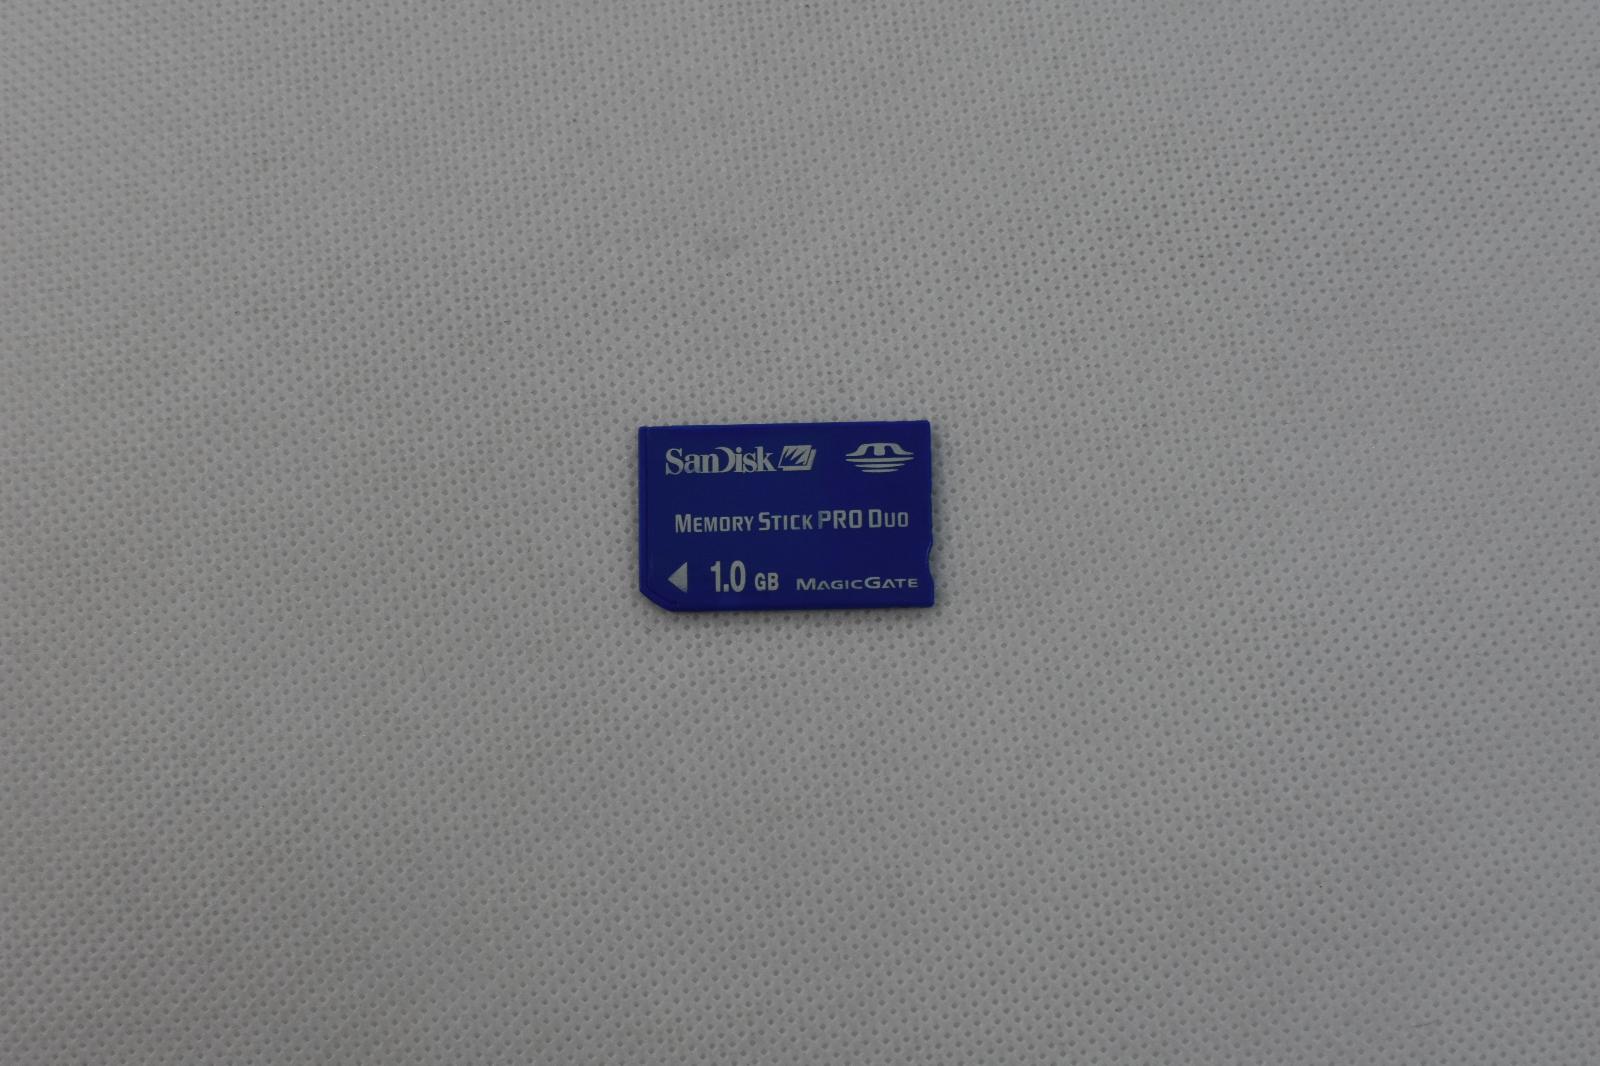 SanDisk
MEMORY STICK PRO DUO
1.0 GB MAGICGATE